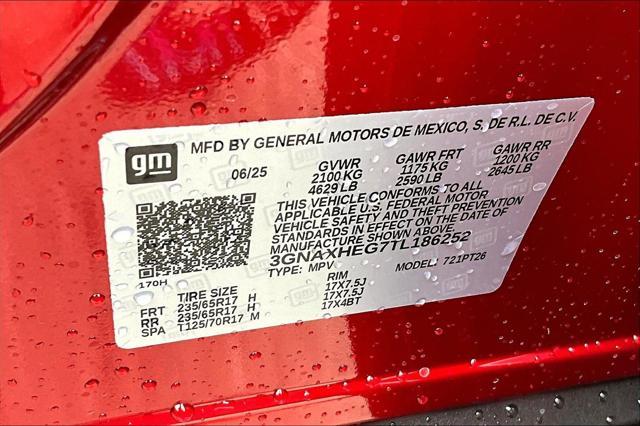 gm MFD BY GENERAL MOTORS DE MEXICO, S. DE R.L. DE C.V.
06/25 GVWR GAWR FRT GAWR RR
2100 KG 1175 KG 1200 KG
4629 LB 2590 LB 2645 LB
THIS VEHICLE CONFORMS TO ALL
APPLICABLE U.S. FEDERAL MOTOR
VEHICLE SAFETY AND THEFT PREVENTION
STANDARDS IN EFFECT ON THE DATE OF
MANUFACTURE SHOWN ABOVE
3GNAXHEG7TL186252
TYPE: MPV MODEL: 721PT26
170H
TIRE SIZE RIM
FRT 235/65R17 H 17X7.5J
RR 235/65R17 H 17X7.5J
SPA T125/70R17 M 17X4BT